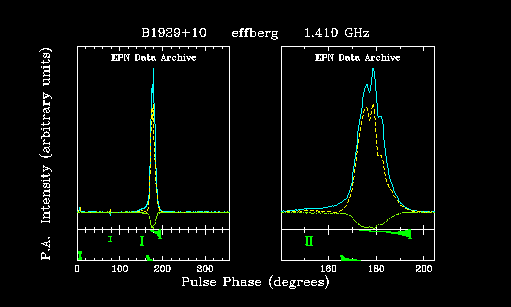 B1929+10 effberg 1.410 GHz
EPN Data Archive EPN Data Archive
Intensity (arbitrary units)
P.A.
0 100 200 300 160 180 200
Pulse Phase (degrees)